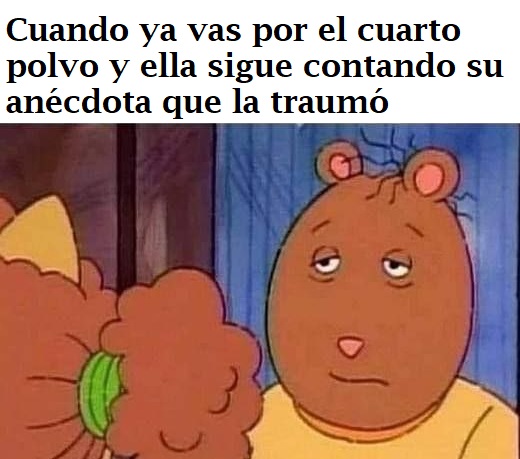 Cuando ya vas por el cuarto
polvo y ella sigue contando su
anécdota que la traumó